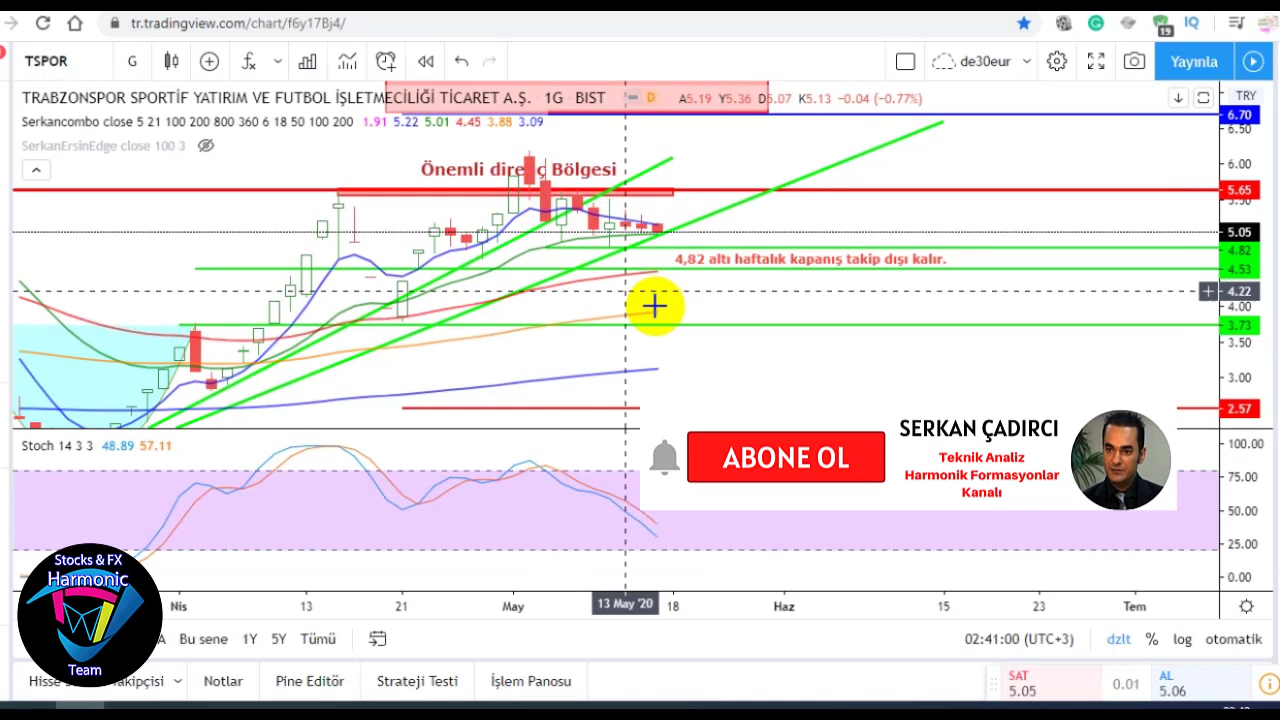 tr.tradingview.com/chart/f6y17Bj4/
19
IQ
TSPOR
G
de30eur
Yayınla
TRABZONSPOR SPORTİF YATIRIM VE FUTBOL İŞLETMECİLİĞİ TİCARET A.Ş. 1G BIST D A5.19 Y5.36 D5.07 K5.13 −0.04 (−0.77%)
TRY
Serkancombo close 5 21 100 200 800 360 6 18 50 100 200 1.91 5.22 5.01 4.45 3.88 3.09
SerkanErsinEdge close 100 3
6.70
6.50
6.00
Önemli direnç Bölgesi
5.65
5.50
5.05
4.82
4,82 altı haftalık kapanış takip dışı kalır.
4.53
4.22
4.00
3.73
3.50
3.00
2.57
Stoch 14 3 3 48.89 57.11
100.00
75.00
50.00
25.00
0.00
ABONE OL
SERKAN ÇADIRCI
Teknik Analiz
Harmonik Formasyonlar
Kanalı
Stocks & FX
Harmonic
Team
Nis 13 21 May 13 May '20 18 Haz 15 23 Tem
Bu sene 1Y 5Y Tümü
02:41:00 (UTC+3) dzlt % log otomatik
Notlar Pine Editör Strateji Testi İşlem Panosu
SAT
5.05
0.01
AL
5.06